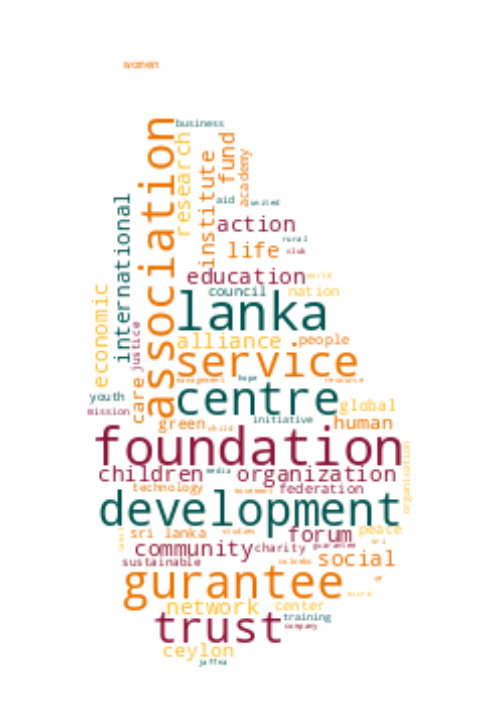 women
business
association
research
fund
institute
academy
aid
united
international
action
rural
life
club
education
world
economic
council
nation
lanka
justice
alliance
people
service
care
management
hope
resource
youth
centre
global
mission
green
child
initiative
human
foundation
children
media
organization
organisation
technology
movement
federation
development
sri lanka
studies
forum
peace
community
charity
gurantee
sri
sustainable
colombo
social
gurantee
network
center
trust
training
company
ceylon
jaffna